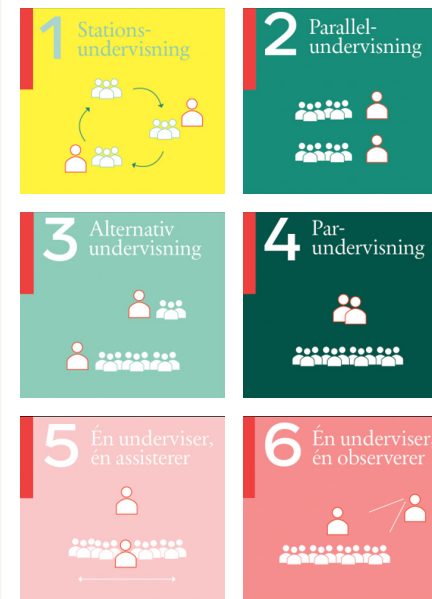 1 Stations-
undervisning
2 Parallel-
undervisning
3 Alternativ
undervisning
4 Par-
undervisning
5 Én underviser,
én assisterer
6 Én underviser,
én observerer